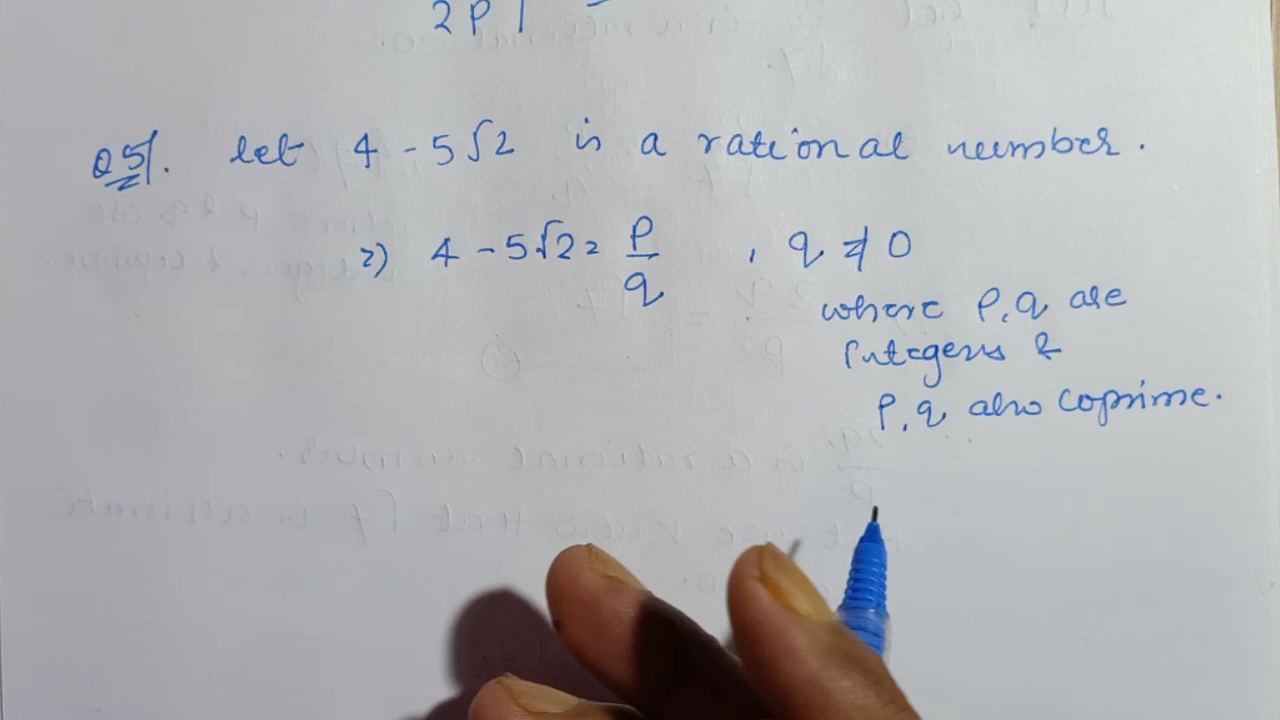 2P
Q5/. let 4 - 5√2 is a rational number.
⇒) 4 - 5√2 = P/q , q ≠ 0
where P, q are
integers &
P, q also coprime.